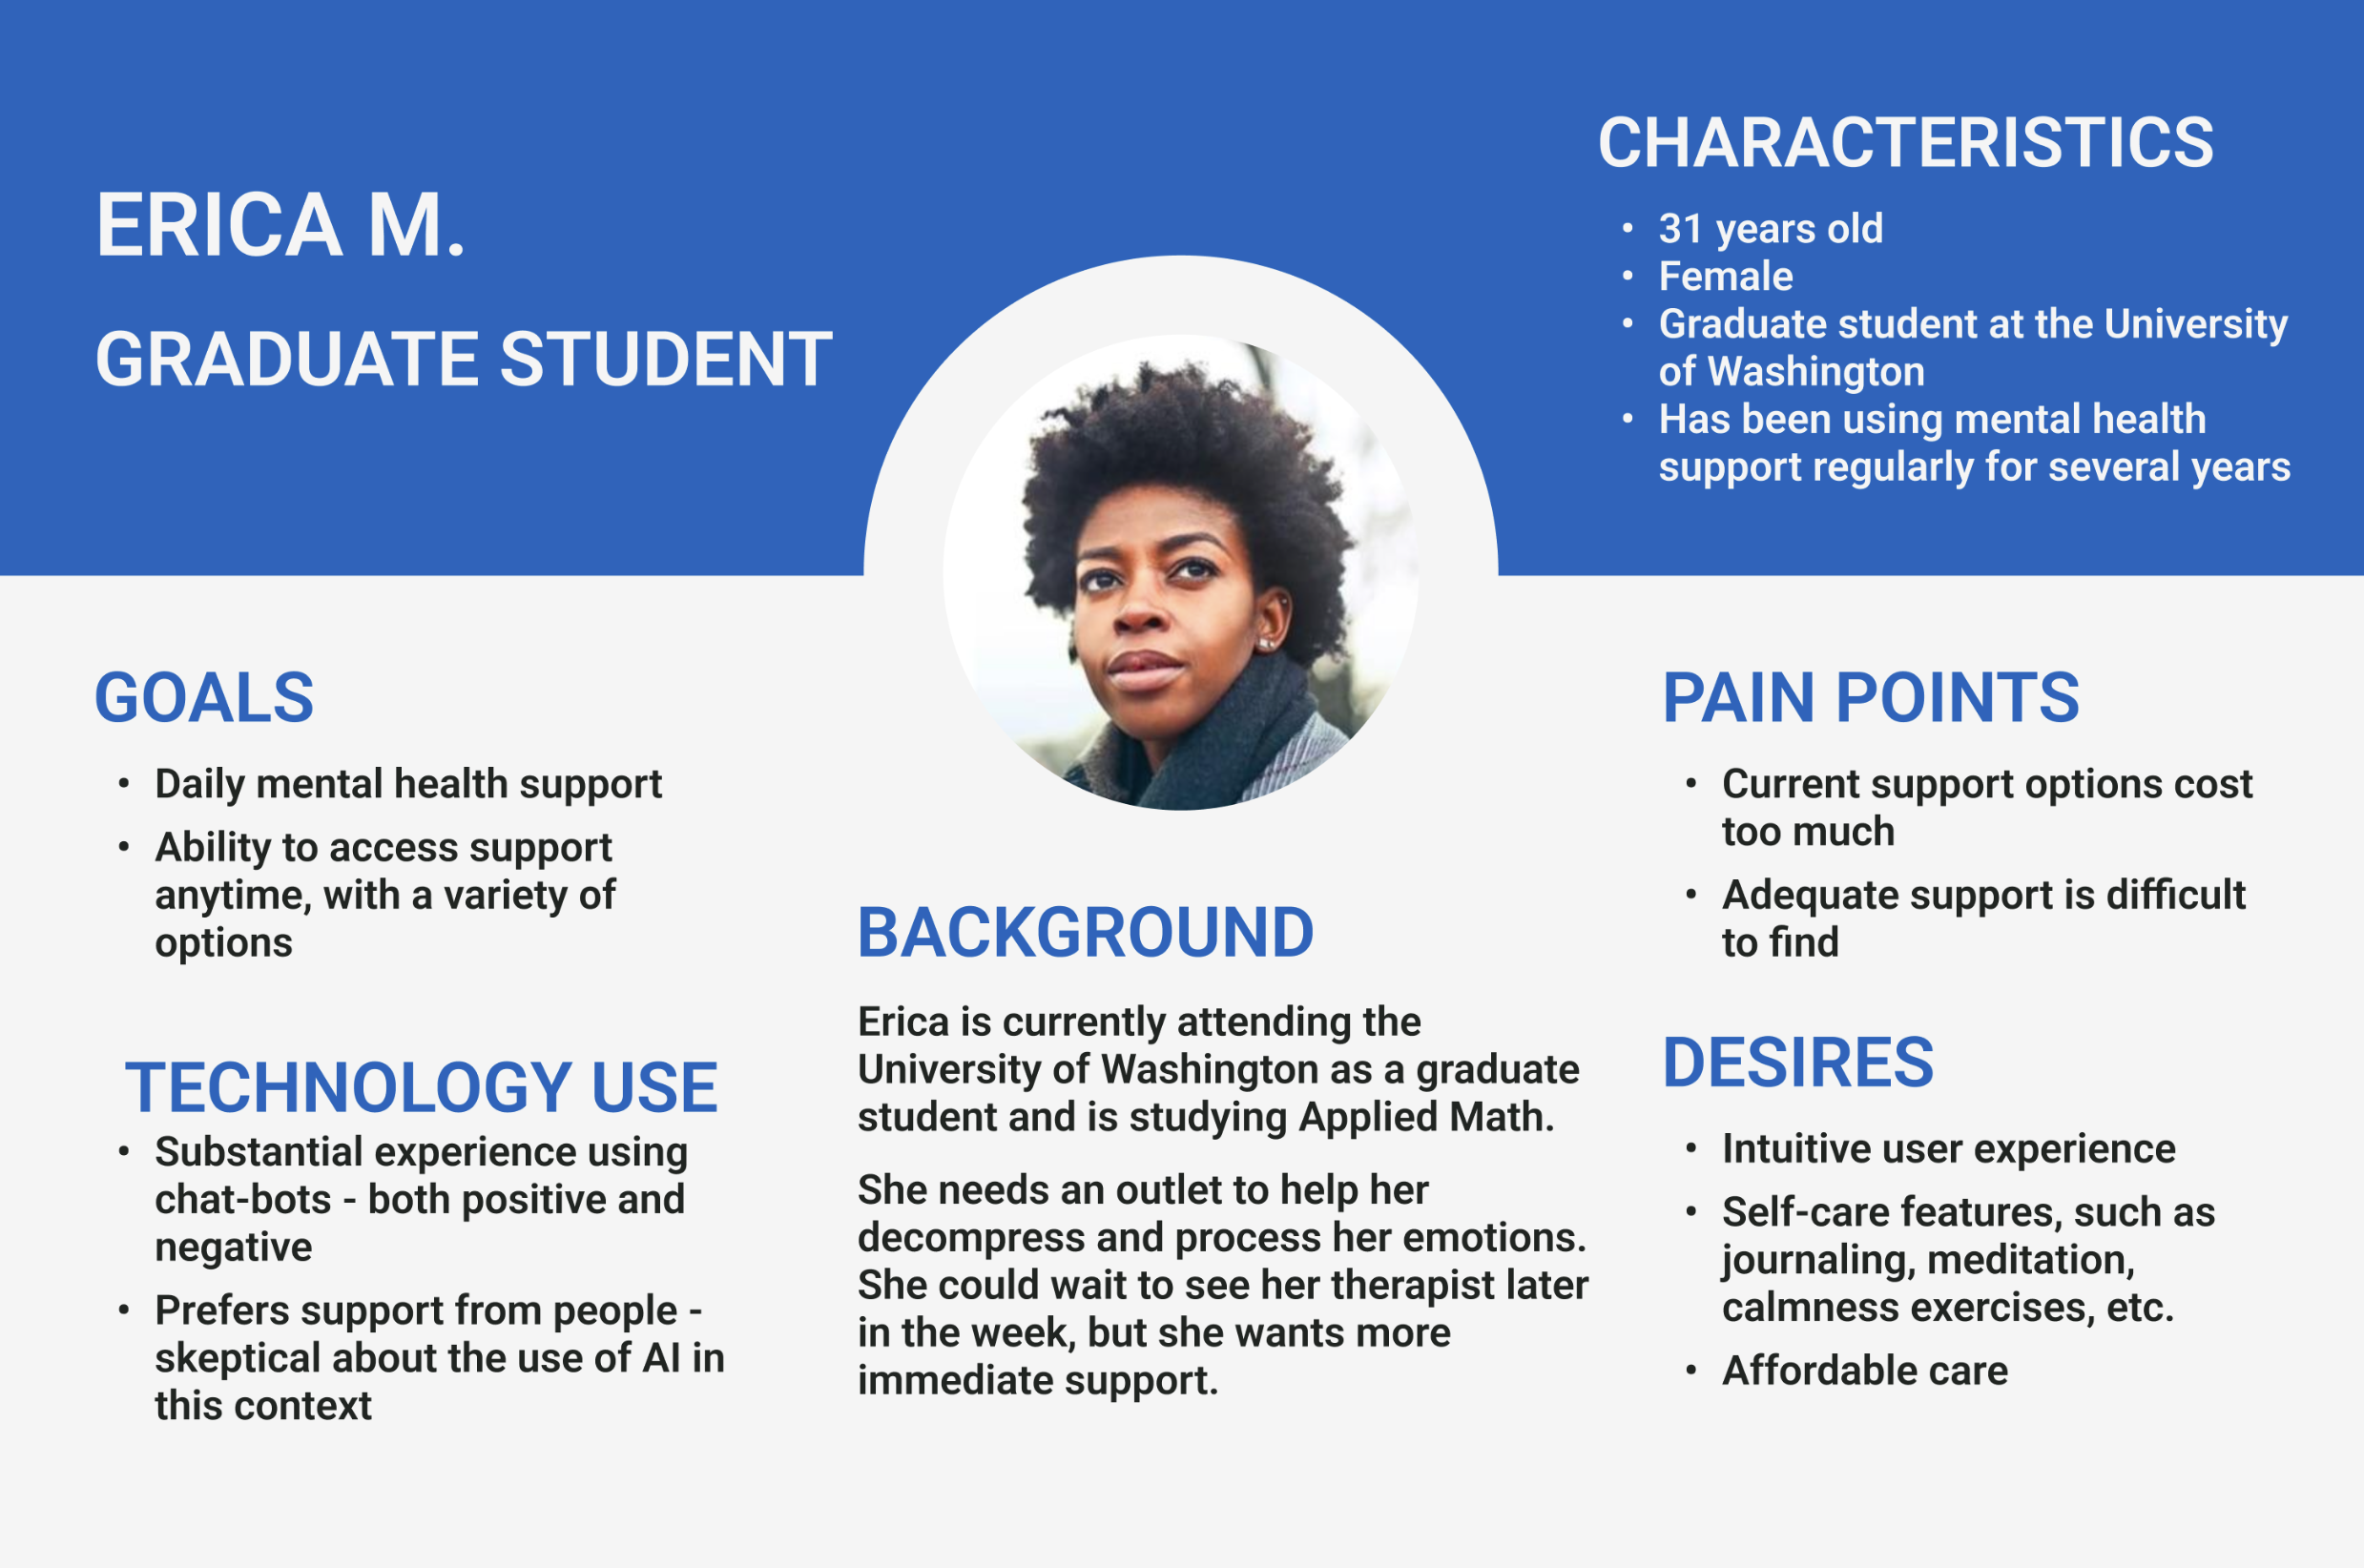 ERICA M.
GRADUATE STUDENT
CHARACTERISTICS
• 31 years old
• Female
• Graduate student at the University
of Washington
• Has been using mental health
support regularly for several years
GOALS
• Daily mental health support
• Ability to access support
anytime, with a variety of
options
TECHNOLOGY USE
• Substantial experience using
chat-bots - both positive and
negative
• Prefers support from people -
skeptical about the use of AI in
this context
BACKGROUND
Erica is currently attending the
University of Washington as a graduate
student and is studying Applied Math.
She needs an outlet to help her
decompress and process her emotions.
She could wait to see her therapist later
in the week, but she wants more
immediate support.
PAIN POINTS
• Current support options cost
too much
• Adequate support is difficult
to find
DESIRES
• Intuitive user experience
• Self-care features, such as
journaling, meditation,
calmness exercises, etc.
• Affordable care